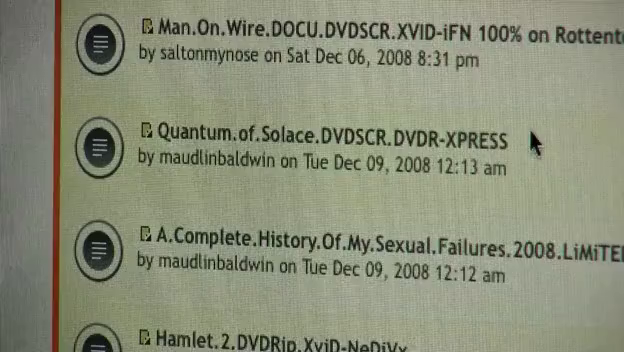 Man.On.Wire.DOCU.DVDSCR.XVID-iFN 100% on Rottento
by saltonmynose on Sat Dec 06, 2008 8:31 pm
Quantum.of.Solace.DVDSCR.DVDR-XPRESS
by maudlinbaldwin on Tue Dec 09, 2008 12:13 am
A.Complete.History.Of.My.Sexual.Failures.2008.LiMiTE
by maudlinbaldwin on Tue Dec 09, 2008 12:12 am
Hamlet.2.DVDRip.XviD-NeDiVx